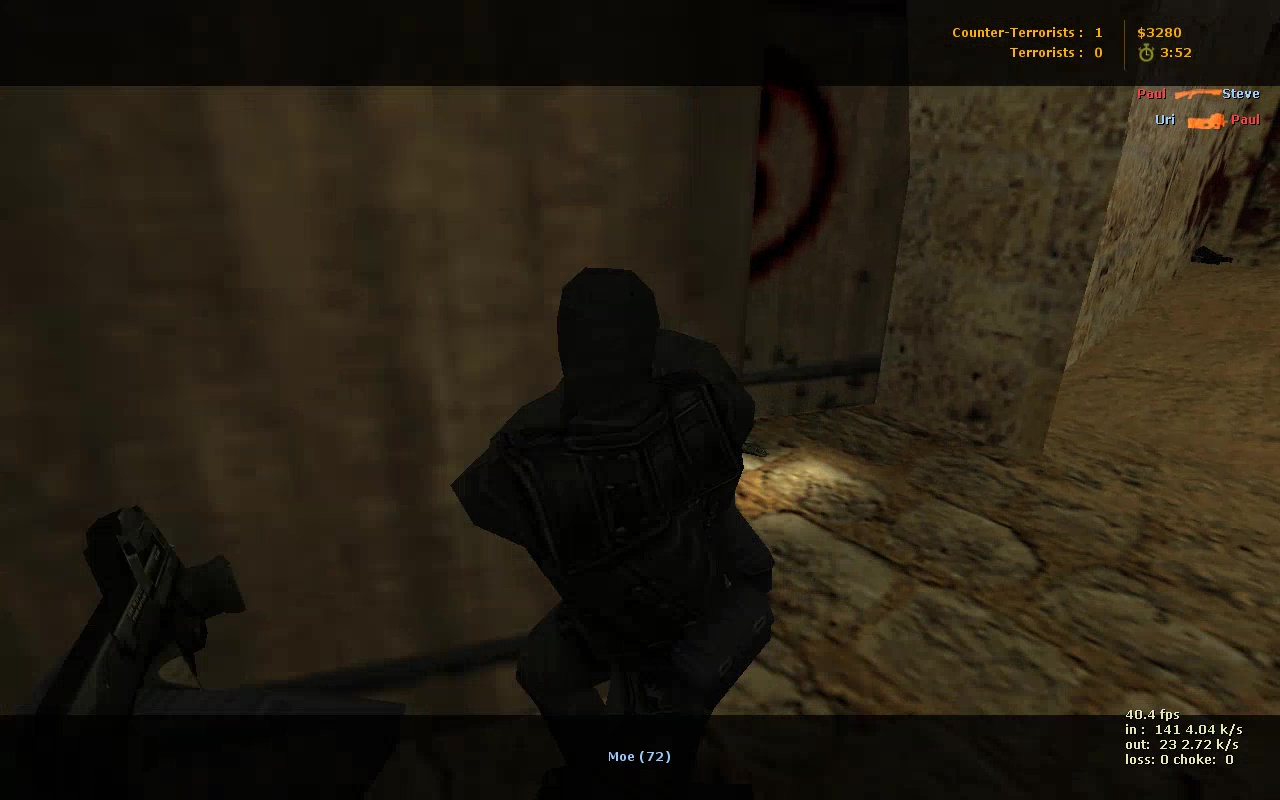 Counter-Terrorists : 1 $3280
Terrorists : 0 3:52
Paul Steve
Uri Paul
40.4 fps
in : 141 4.04 k/s
out: 23 2.72 k/s
loss: 0 choke: 0
Moe (72)